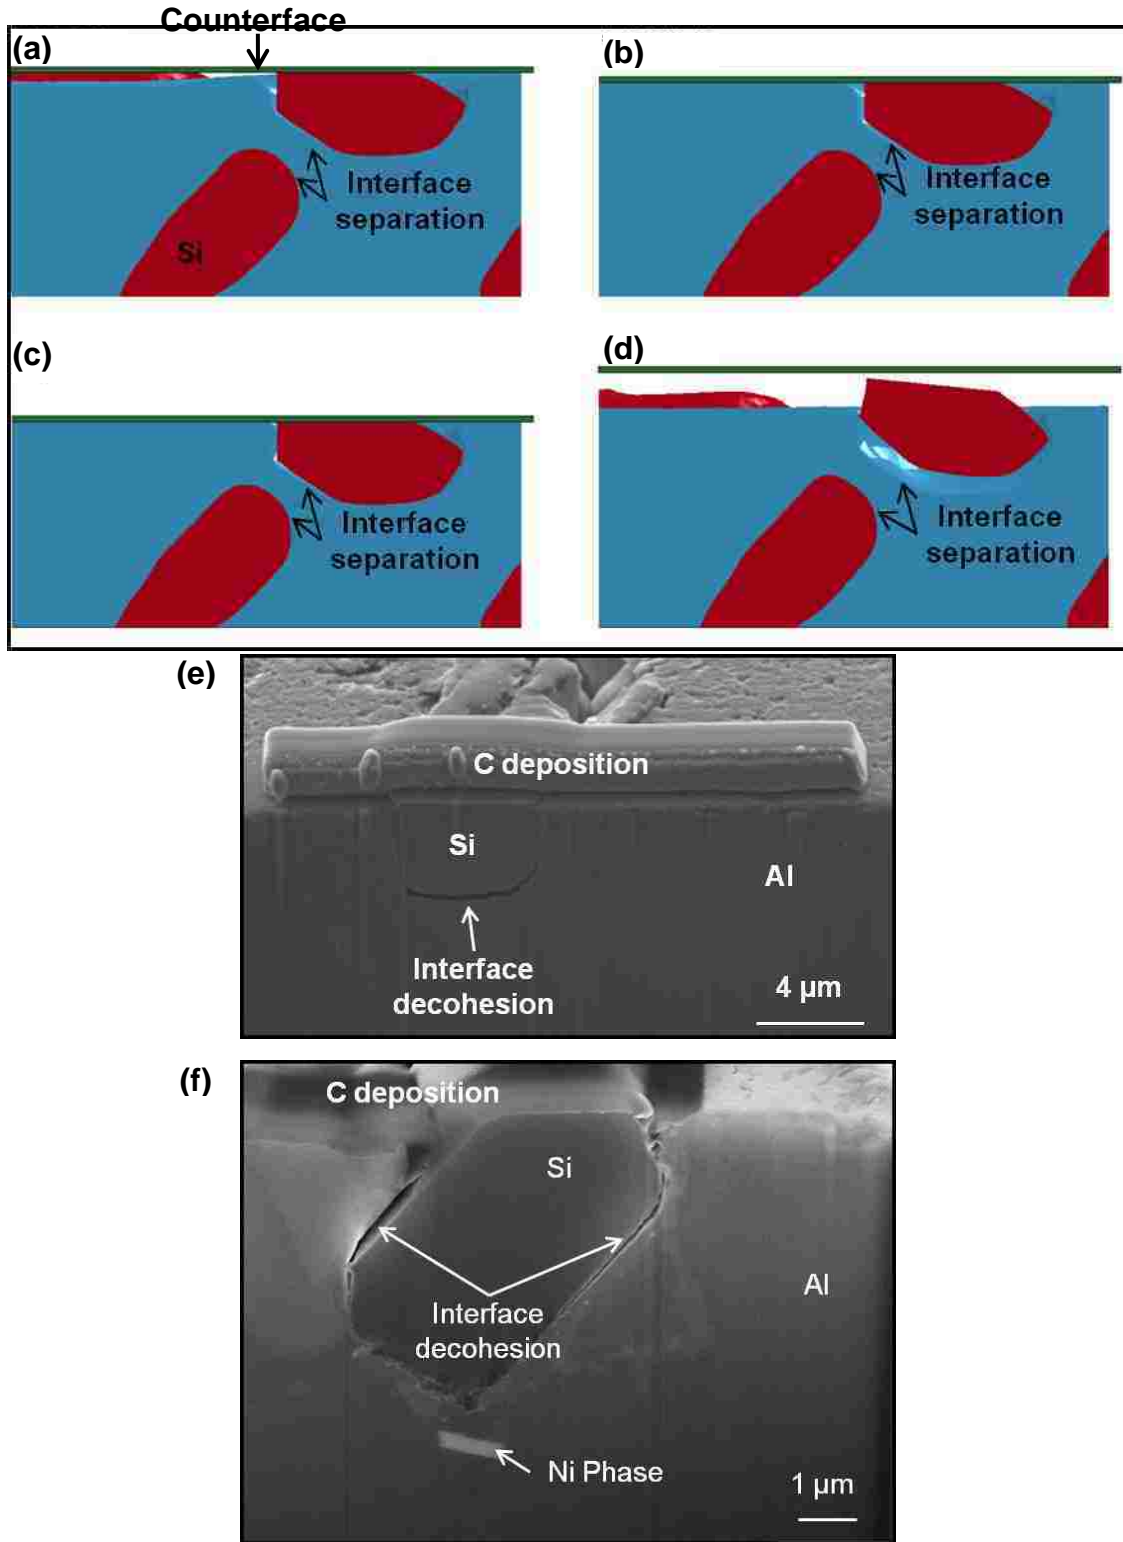 Counterface
(a)
Interface
separation
Si
(b)
Interface
separation
(c)
Interface
separation
(d)
Interface
separation
(e)
C deposition
Si
Al
Interface
decohesion
4 µm
(f)
C deposition
Si
Al
Interface
decohesion
Ni Phase
1 µm